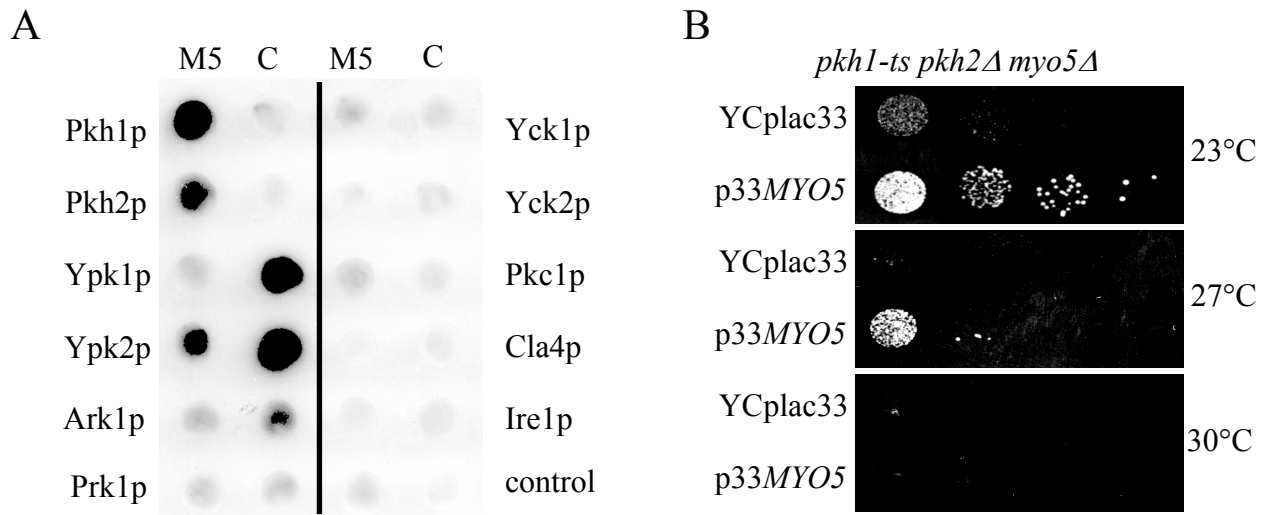 A
M5 C M5 C
Pkh1p Yck1p
Pkh2p Yck2p
Ypk1p Pkc1p
Ypk2p Cla4p
Ark1p Ire1p
Prk1p control
B
pkh1-ts pkh2Δ myo5Δ
YCplac33
p33MYO5
23°C
YCplac33
p33MYO5
27°C
YCplac33
p33MYO5
30°C